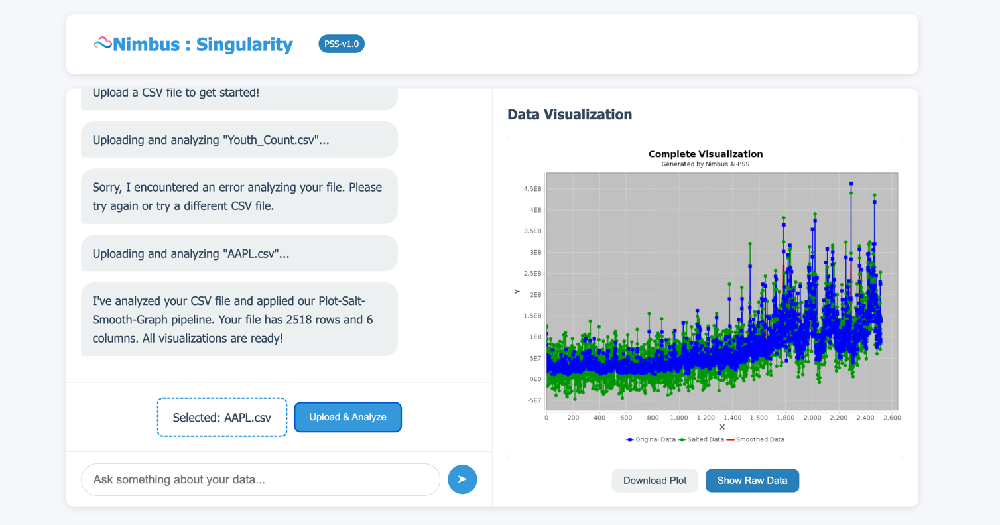 Nimbus : Singularity
PSS-v1.0
Upload a CSV file to get started!
Uploading and analyzing "Youth_Count.csv"...
Sorry, I encountered an error analyzing your file. Please
try again or try a different CSV file.
Uploading and analyzing "AAPL.csv"...
I've analyzed your CSV file and applied our Plot-Salt-
Smooth-Graph pipeline. Your file has 2518 rows and 6
columns. All visualizations are ready!
Selected: AAPL.csv
Upload & Analyze
Ask something about your data...
Data Visualization
Complete Visualization
Generated by Nimbus AI-PSS
4.5E8
4E8
3.5E8
3E8
2.5E8
2E8
1.5E8
1E8
5E7
0E0
-5E7
Y
0 200 400 600 800 1,000 1,200 1,400 1,600 1,800 2,000 2,200 2,400 2,600
X
Original Data Salted Data Smoothed Data
Download Plot
Show Raw Data